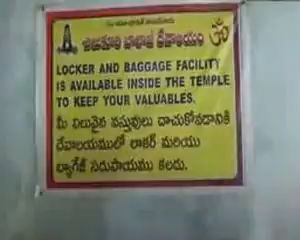 చిలుకూరి బాలాజీ దేవాలయం ॐ
LOCKER AND BAGGAGE FACILITY
IS AVAILABLE INSIDE THE TEMPLE
TO KEEP YOUR VALUABLES.
మీ విలువైన వస్తువులు దాచుకోవడానికి
దేవాలయములో లాకర్ మరియు
బ్యాగేజ్ సదుపాయము కలదు.